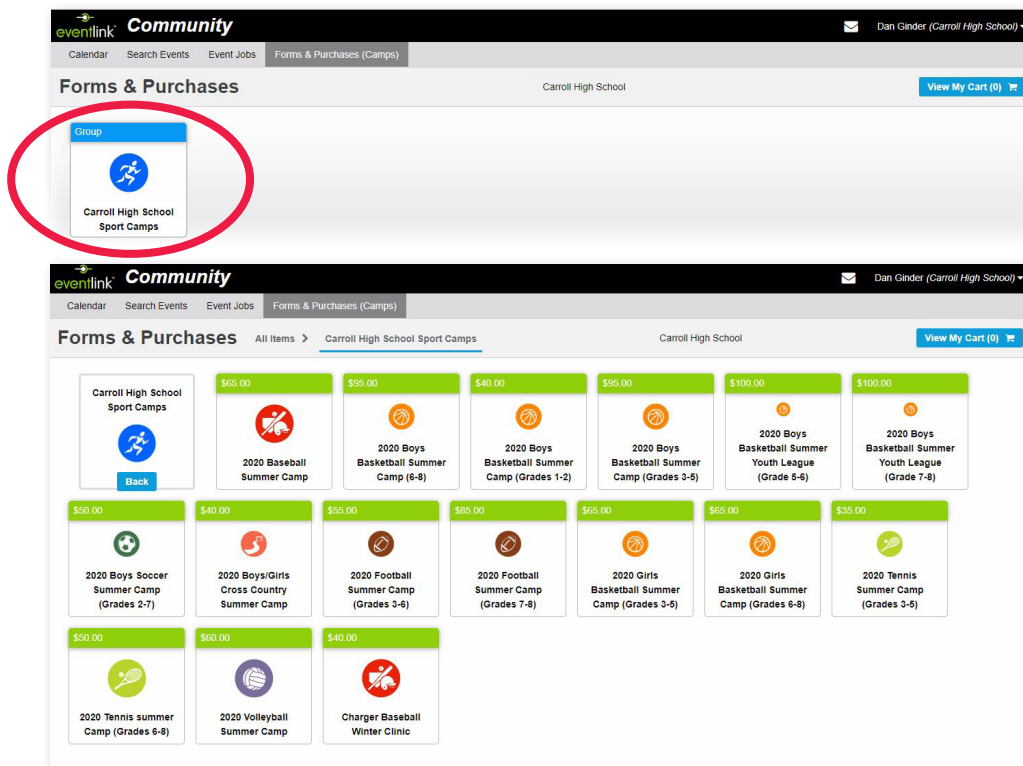 eventlink Community
Dan Ginder (Carroll High School)
Calendar Search Events Event Jobs Forms & Purchases (Camps)
Forms & Purchases
Carroll High School
View My Cart (0)
Group
Carroll High School
Sport Camps
eventlink Community
Dan Ginder (Carroll High School)
Calendar Search Events Event Jobs Forms & Purchases (Camps)
Forms & Purchases All Items > Carroll High School Sport Camps
Carroll High School
View My Cart (0)
Carroll High School
Sport Camps
Back
$65.00
2020 Baseball
Summer Camp
$95.00
2020 Boys
Basketball Summer
Camp (6-8)
$40.00
2020 Boys
Basketball Summer
Camp (Grades 1-2)
$95.00
2020 Boys
Basketball Summer
Camp (Grades 3-5)
$100.00
2020 Boys
Basketball Summer
Youth League
(Grade 5-6)
$100.00
2020 Boys
Basketball Summer
Youth League
(Grade 7-8)
$50.00
2020 Boys Soccer
Summer Camp
(Grades 2-7)
$40.00
2020 Boys/Girls
Cross Country
Summer Camp
$55.00
2020 Football
Summer Camp
(Grades 3-6)
$85.00
2020 Football
Summer Camp
(Grades 7-8)
$65.00
2020 Girls
Basketball Summer
Camp (Grades 3-5)
$65.00
2020 Girls
Basketball Summer
Camp (Grades 6-8)
$35.00
2020 Tennis
Summer Camp
(Grades 3-5)
$50.00
2020 Tennis summer
Camp (Grades 6-8)
$60.00
2020 Volleyball
Summer Camp
$40.00
Charger Baseball
Winter Clinic